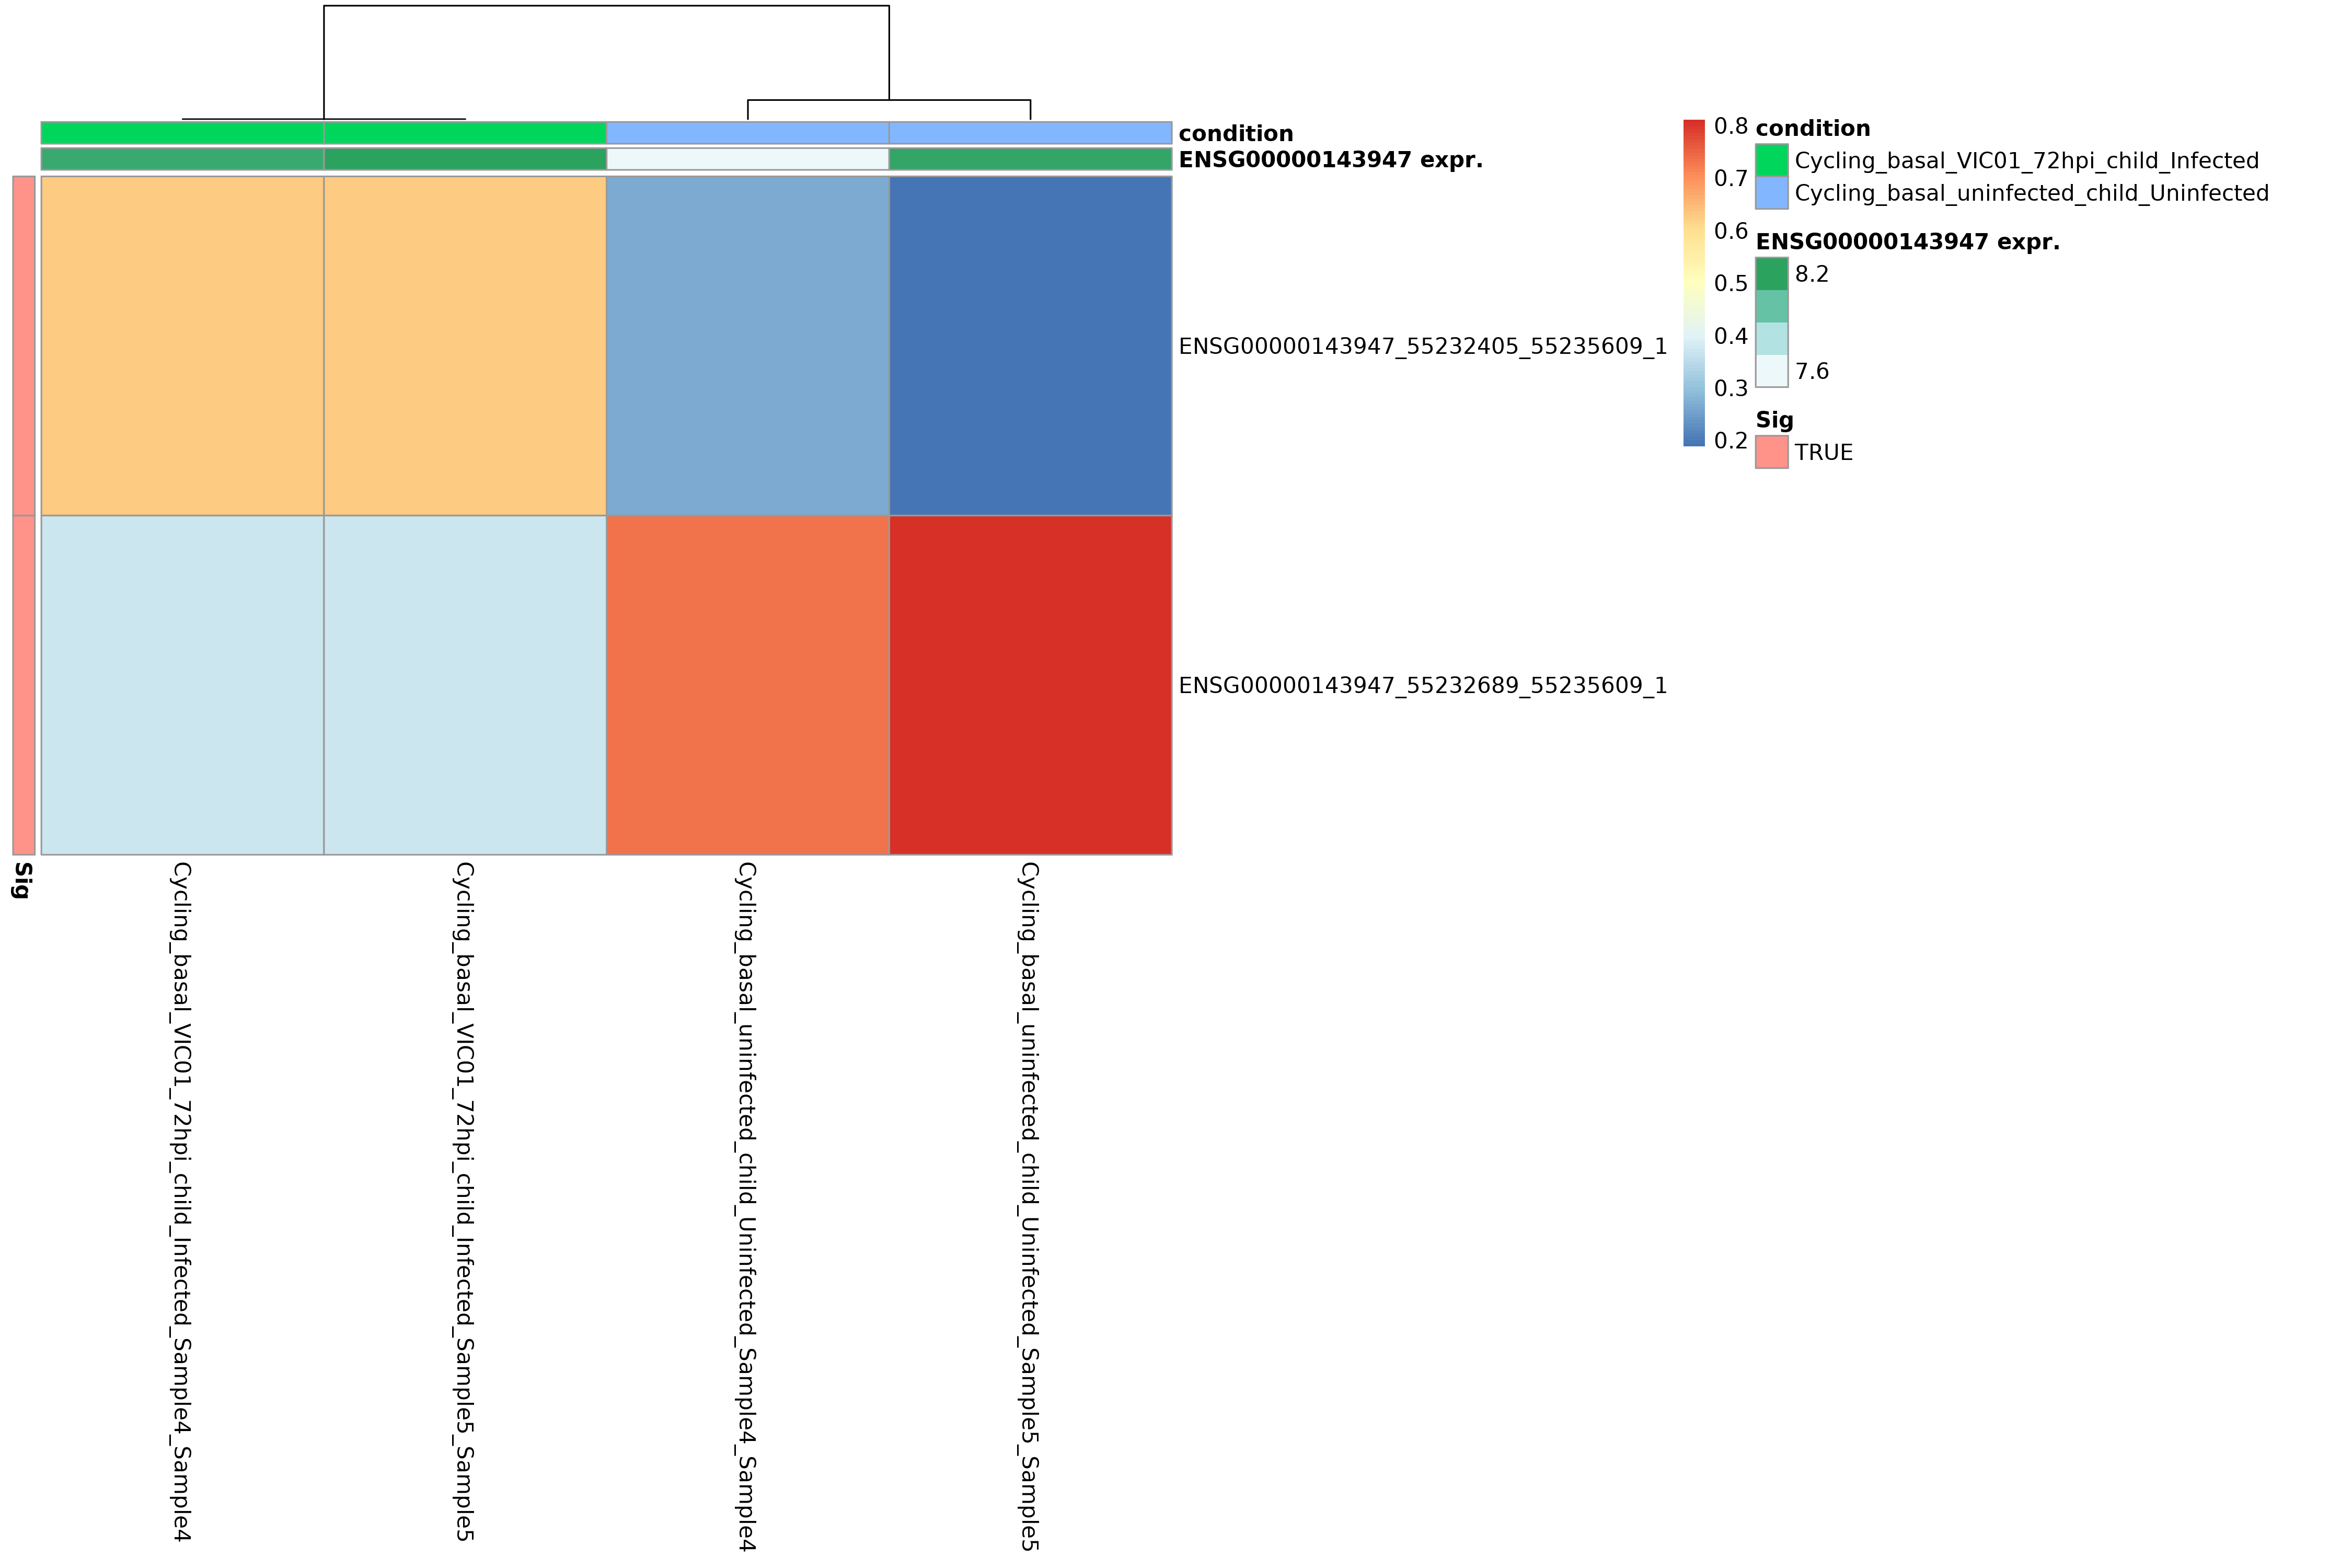 condition
ENSG00000143947 expr.
ENSG00000143947_55232405_55235609_1
ENSG00000143947_55232689_55235609_1
Sig
Cycling_basal_VIC01_72hpi_child_Infected_Sample4_Sample4
Cycling_basal_VIC01_72hpi_child_Infected_Sample5_Sample5
Cycling_basal_uninfected_child_Uninfected_Sample4_Sample4
Cycling_basal_uninfected_child_Uninfected_Sample5_Sample5
0.8
0.7
0.6
0.5
0.4
0.3
0.2
condition
Cycling_basal_VIC01_72hpi_child_Infected
Cycling_basal_uninfected_child_Uninfected
ENSG00000143947 expr.
8.2
7.6
Sig
TRUE